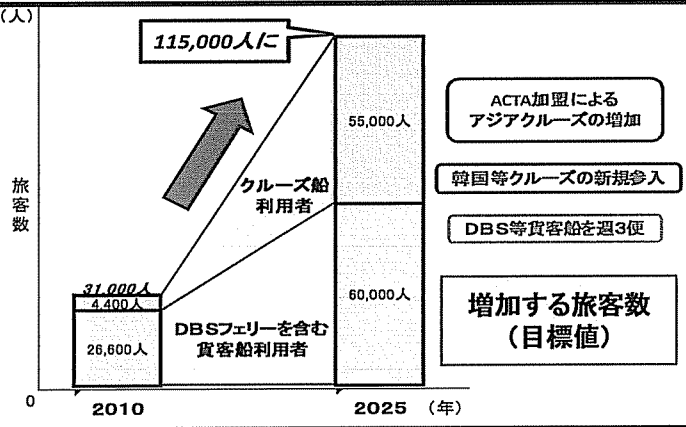 (人)
115,000人に
ACTA加盟による
アジアクルーズの増加
55,000人
韓国等クルーズの新規参入
クルーズ船
利用者
旅客数
DBS等貨客船を週3便
31,000人
4,400人
60,000人
増加する旅客数
(目標値)
DBSフェリーを含む
貨客船利用者
26,600人
0
2010
2025
(年)